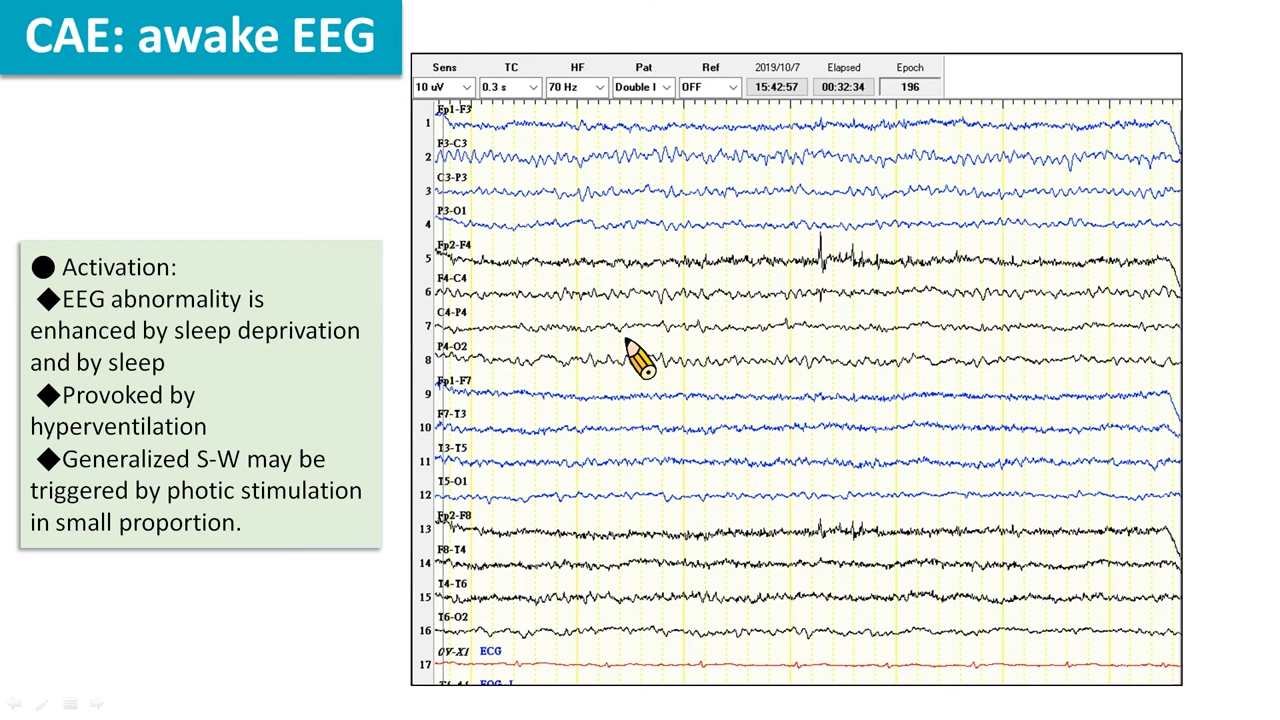 CAE: awake EEG
● Activation:
◆EEG abnormality is
enhanced by sleep deprivation
and by sleep
◆Provoked by
hyperventilation
◆Generalized S-W may be
triggered by photic stimulation
in small proportion.
Sens TC HF Pat Ref 2019/10/7 Elapsed Epoch
10 uV 0.3 s 70 Hz Double I OFF 15:42:57 00:32:34 196
Fp1-F3
1
F3-C3
2
C3-P3
3
P3-O1
4
Fp2-F4
5
F4-C4
6
C4-P4
7
P4-O2
8
Fp1-F7
9
F7-T3
10
T3-T5
11
T5-O1
12
Fp2-F8
13
F8-T4
14
T4-T6
15
T6-O2
16
ECG
17